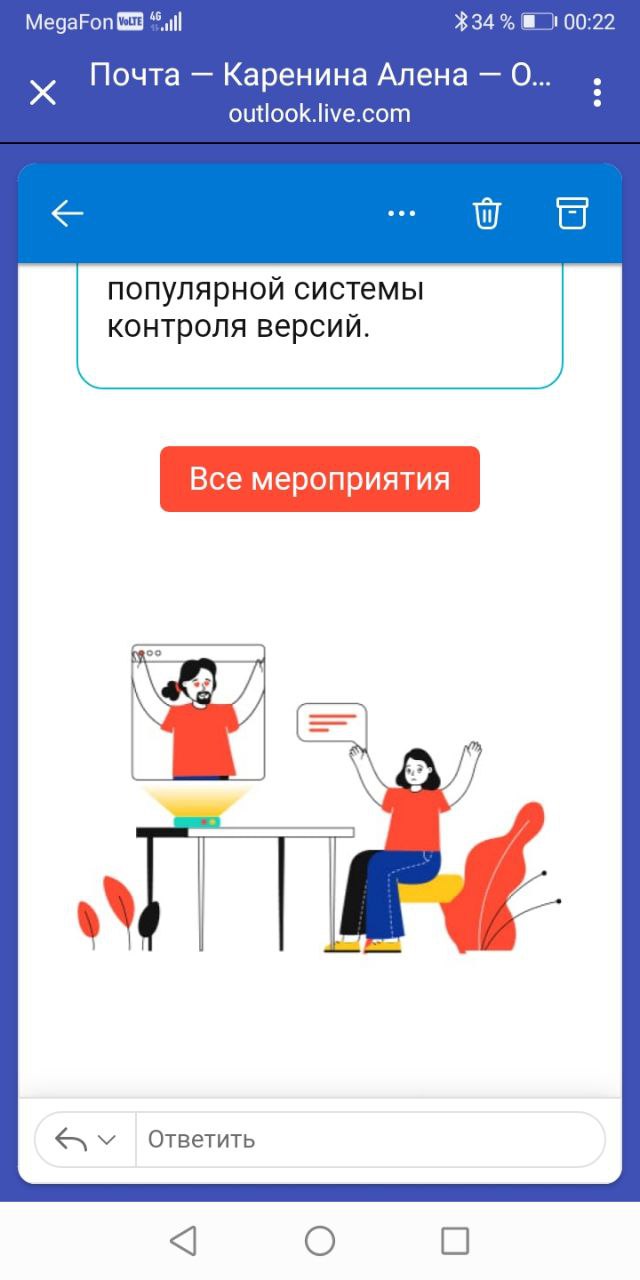 MegaFon VoLTE 4G 34 % 00:22
Почта — Каренина Алена — O...
outlook.live.com
популярной системы
контроля версий.
Все мероприятия
Ответить